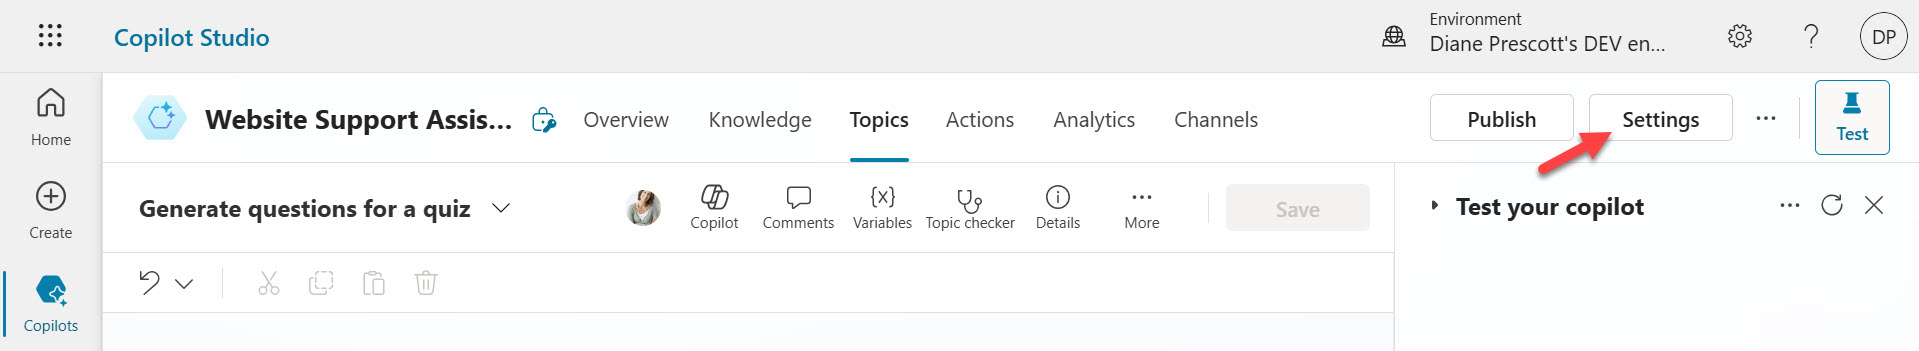 Copilot Studio
Environment
Diane Prescott's DEV en...
?
DP
Home
Create
Copilots
Website Support Assis...
Overview
Knowledge
Topics
Actions
Analytics
Channels
Publish
Settings
...
Test
Generate questions for a quiz
Copilot
Comments
{x}
Variables
Topic checker
Details
...
More
Save
Test your copilot
...